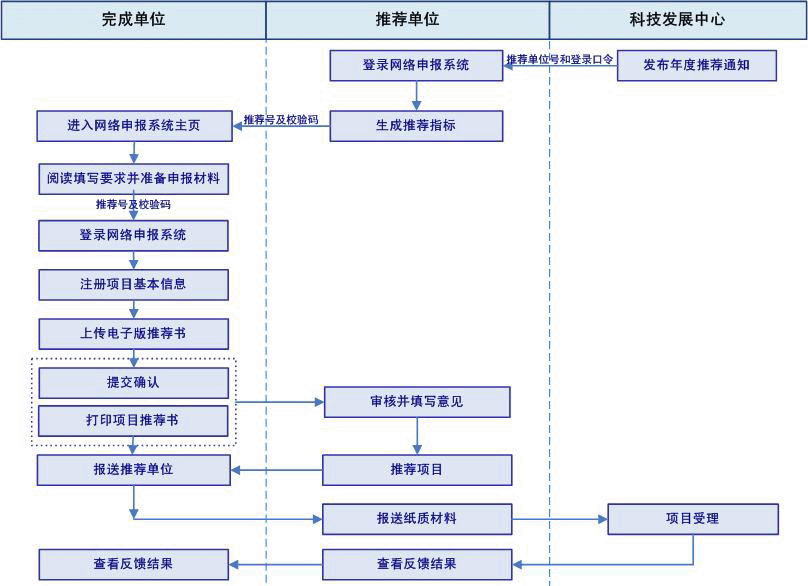 完成单位
推荐单位
科技发展中心
登录网络申报系统
推荐单位号和登录口令
发布年度推荐通知
进入网络申报系统主页
推荐号及校验码
生成推荐指标
阅读填写要求并准备申报材料
推荐号及校验码
登录网络申报系统
注册项目基本信息
上传电子版推荐书
提交确认
审核并填写意见
打印项目推荐书
报送推荐单位
推荐项目
报送纸质材料
项目受理
查看反馈结果
查看反馈结果